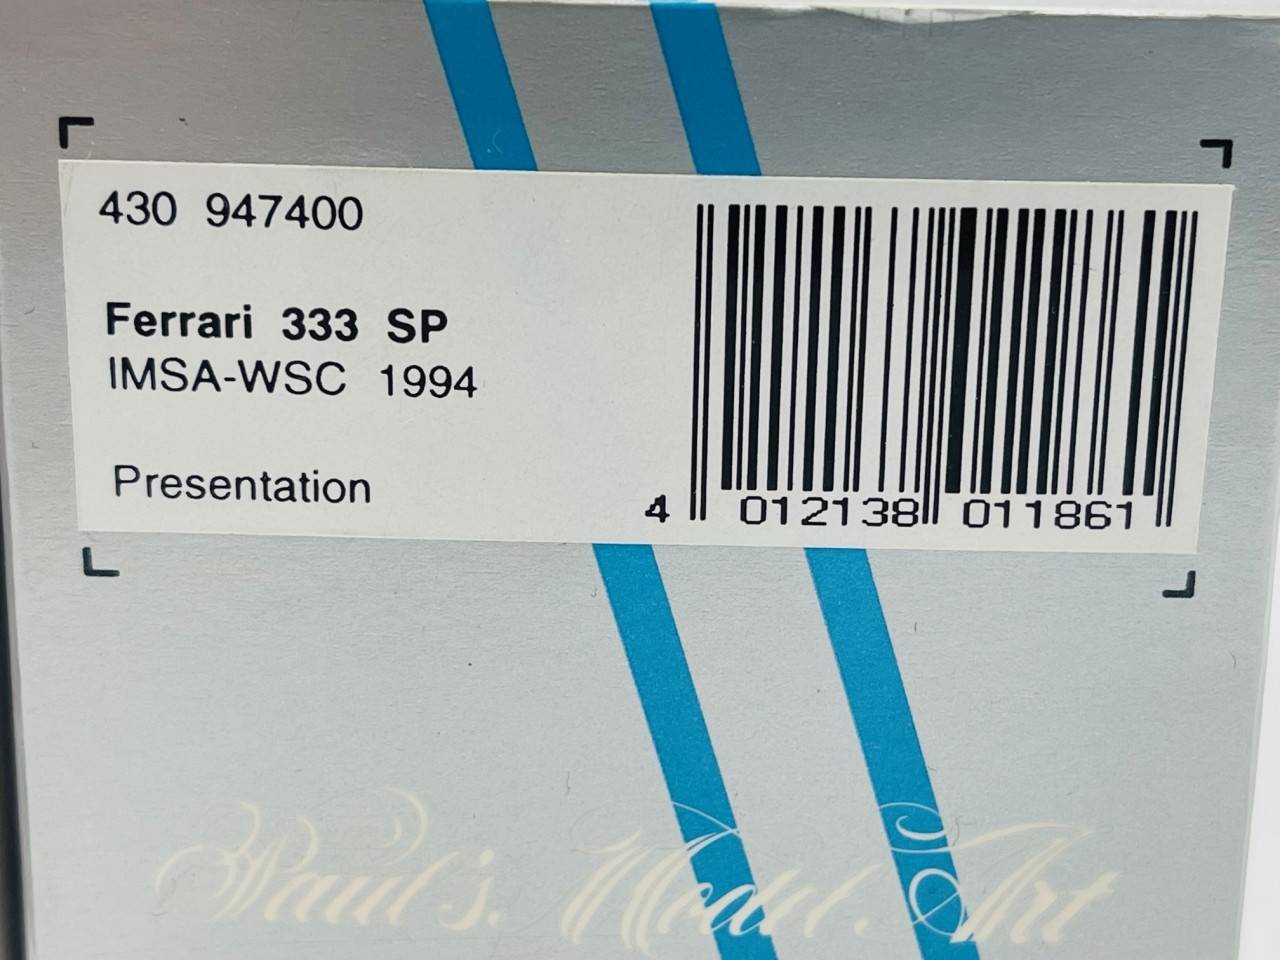 430 947400
Ferrari 333 SP
IMSA-WSC 1994
Presentation
4 012138 011861
Paul's Model Art